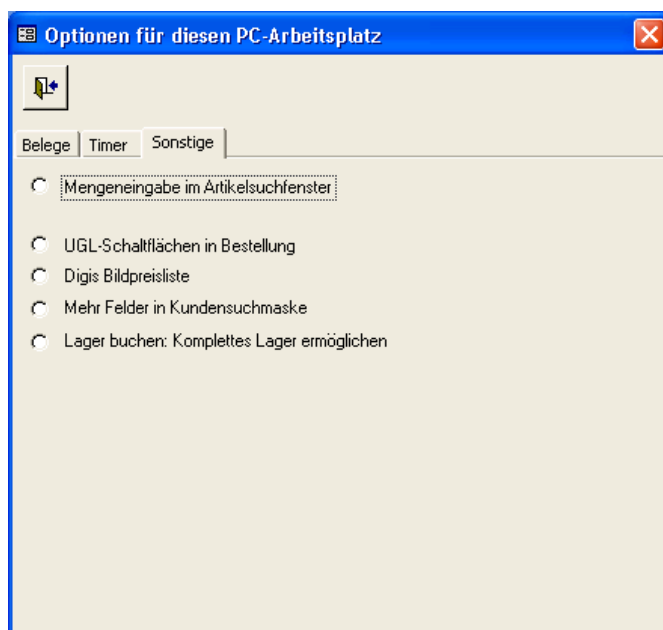 Optionen für diesen PC-Arbeitsplatz
Belege Timer Sonstige
Mengeneingabe im Artikelsuchfenster
UGL-Schaltflächen in Bestellung
Digis Bildpreisliste
Mehr Felder in Kundensuchmaske
Lager buchen: Komplettes Lager ermöglichen